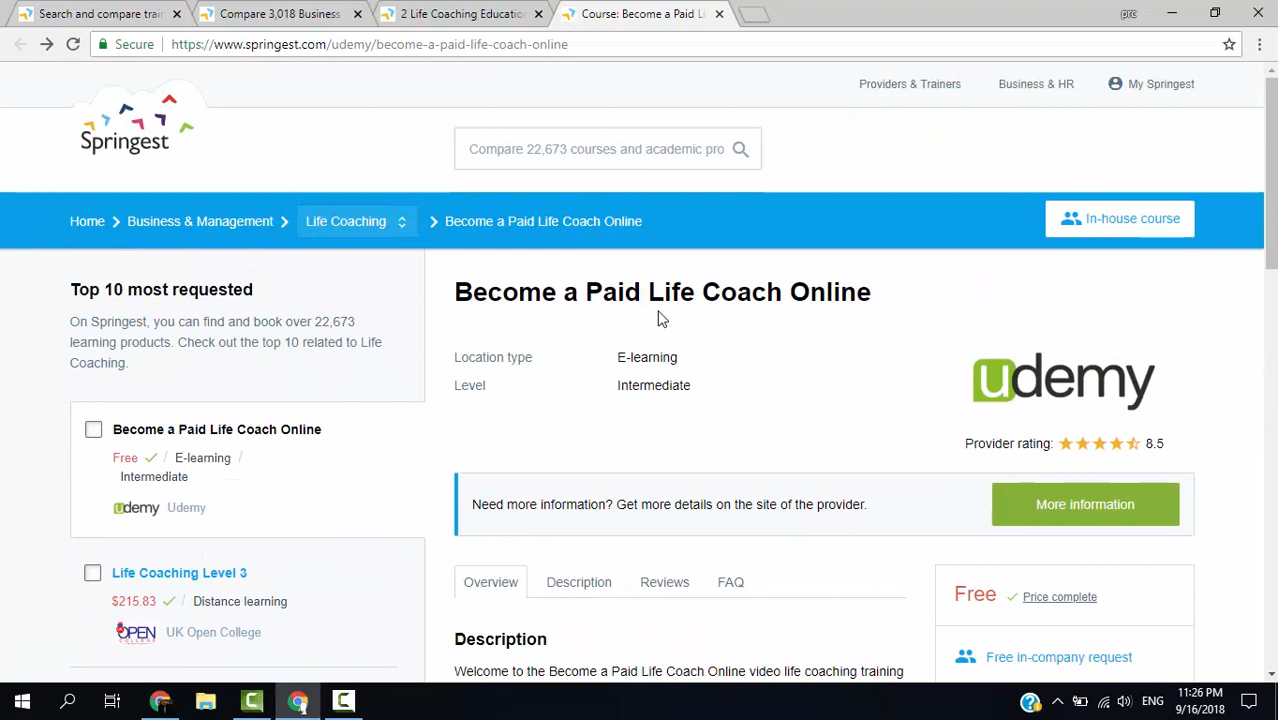 Search and compare train
Compare 3,018 Business
2 Life Coaching Educatio
Course: Become a Paid Li
prc
Secure
https://www.springest.com/udemy/become-a-paid-life-coach-online
Providers & Trainers
Business & HR
My Springest
Springest
Compare 22,673 courses and academic pro
Home
Business & Management
Life Coaching
Become a Paid Life Coach Online
In-house course
Top 10 most requested
On Springest, you can find and book over 22,673
learning products. Check out the top 10 related to Life
Coaching.
Become a Paid Life Coach Online
Free / E-learning /
Intermediate
udemy Udemy
Life Coaching Level 3
$215.83 / Distance learning
OPEN COLLEGE UK Open College
Become a Paid Life Coach Online
Location type E-learning
Level Intermediate
udemy
Provider rating: 8.5
Need more information? Get more details on the site of the provider.
More information
Overview Description Reviews FAQ
Description
Welcome to the Become a Paid Life Coach Online video life coaching training
Free Price complete
Free in-company request
ENG
11:26 PM
9/16/2018